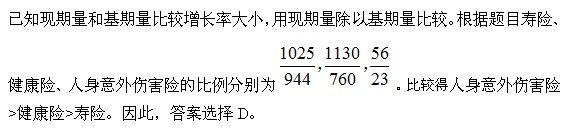 已知现期量和基期量比较增长率大小，用现期量除以基期量比较。根据题目寿险、
健康险、人身意外伤害险的比例分别为 1025/944, 1130/760, 56/23 。比较得人身意外伤害险
>健康险>寿险。因此，答案选择 D。